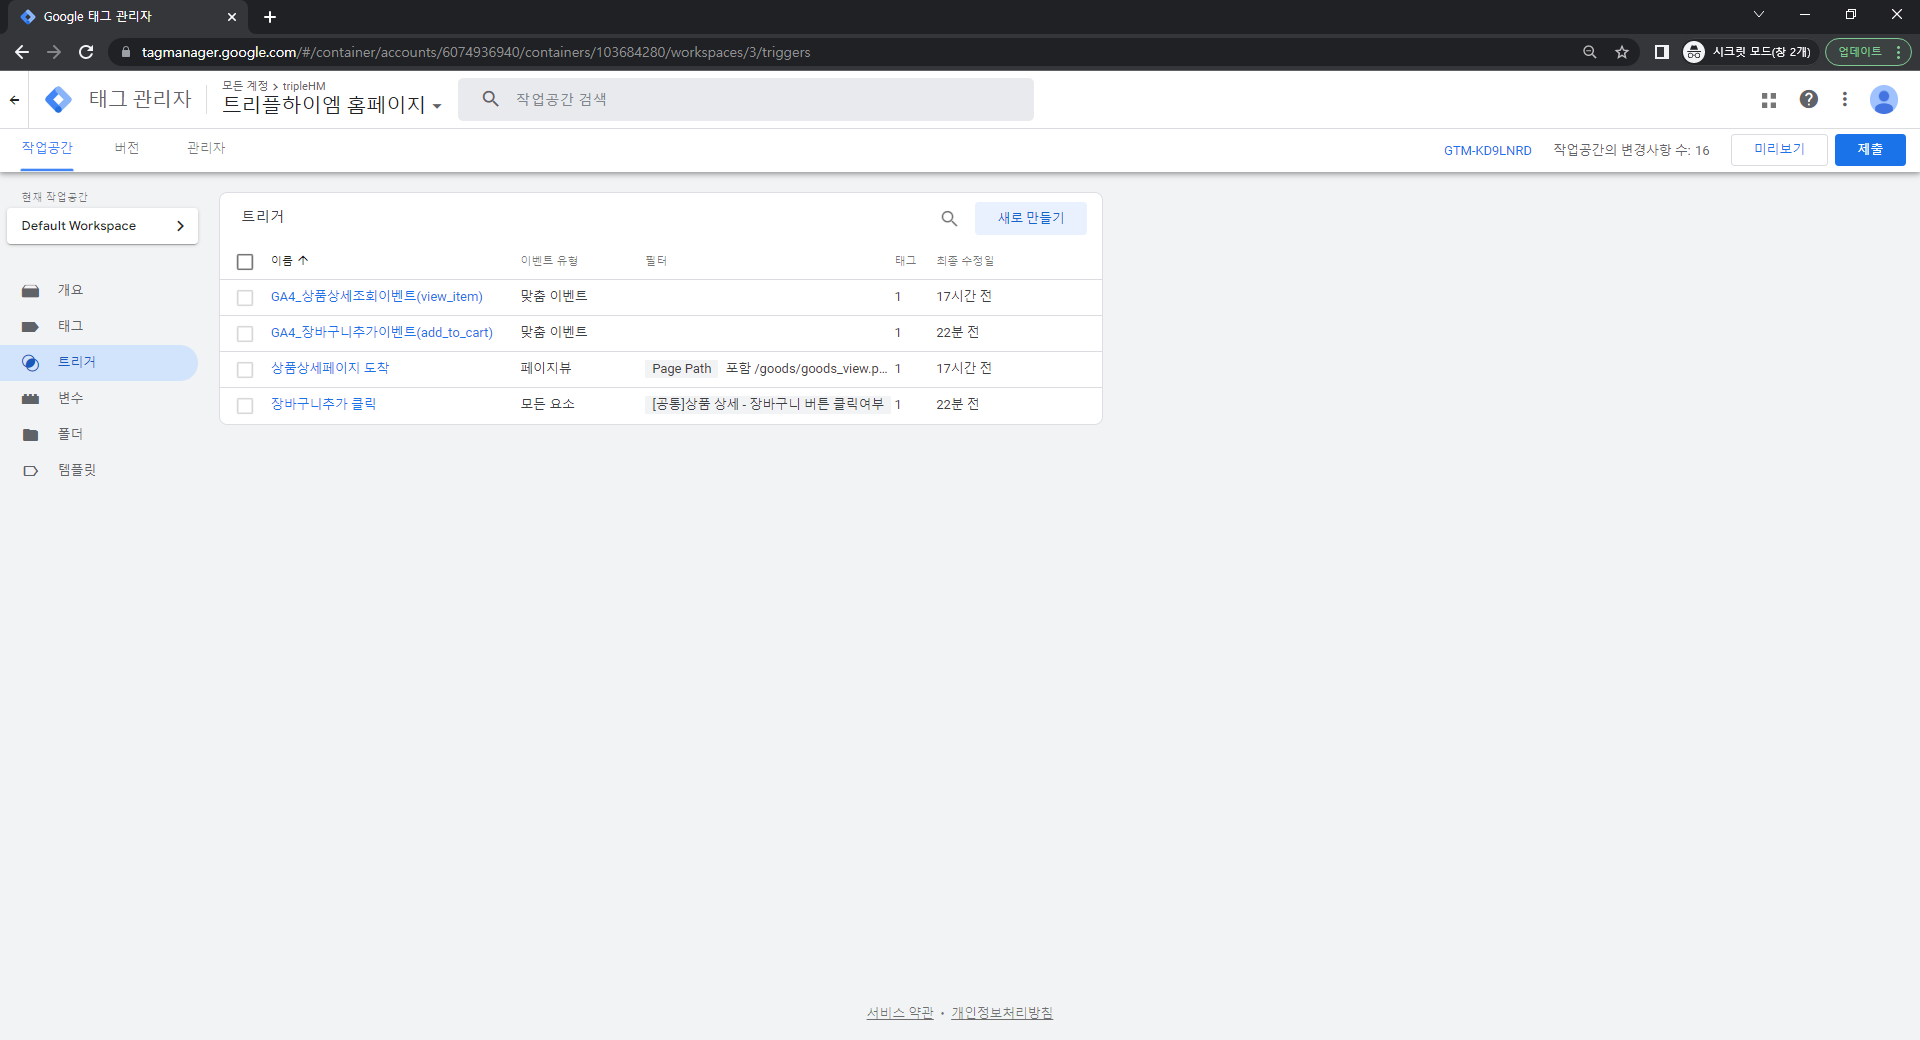 Google 태그 관리자
tagmanager.google.com/#/container/accounts/6074936940/containers/103684280/workspaces/3/triggers
시크릿 모드(창 2개)
업데이트
태그 관리자
모든 계정 > tripleHM
트리플하이엠 홈페이지
작업공간 검색
작업공간 버전 관리자
GTM-KD9LNRD 작업공간의 변경사항 수: 16 미리보기 제출
현재 작업공간
Default Workspace
개요
태그
트리거
변수
폴더
템플릿
트리거
새로 만들기
이름 이벤트 유형 필터 태그 최종 수정일
GA4_상품상세조회이벤트(view_item) 맞춤 이벤트 1 17시간 전
GA4_장바구니추가이벤트(add_to_cart) 맞춤 이벤트 1 22분 전
상품상세페이지 도착 페이지뷰 Page Path 포함 /goods/goods_view.p... 1 17시간 전
장바구니추가 클릭 모든 요소 [공통]상품 상세 - 장바구니 버튼 클릭여부 1 22분 전
서비스 약관 • 개인정보처리방침